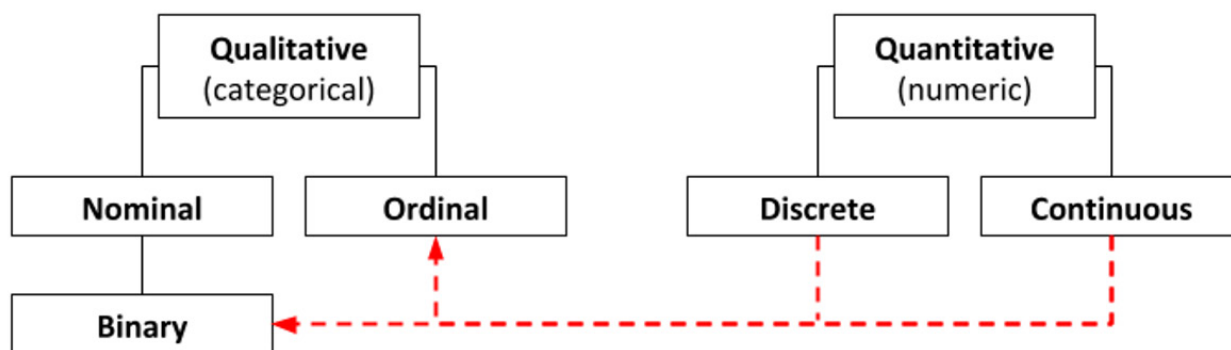 Qualitative
(categorical)
Quantitative
(numeric)
Nominal
Ordinal
Discrete
Continuous
Binary